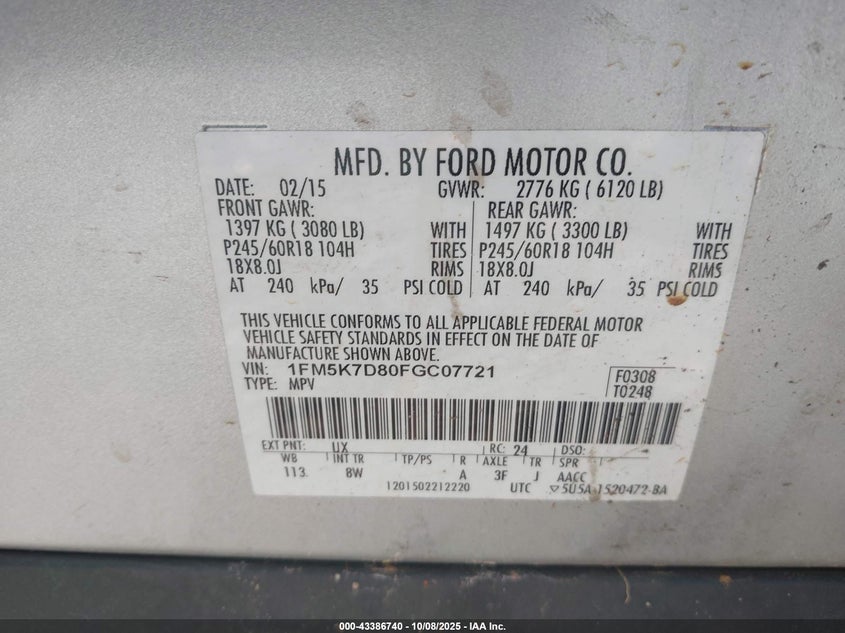 MFD. BY FORD MOTOR CO.
DATE: 02/15 GVWR: 2776 KG ( 6120 LB)
FRONT GAWR: REAR GAWR:
1397 KG ( 3080 LB) WITH 1497 KG ( 3300 LB) WITH
P245/60R18 104H TIRES P245/60R18 104H TIRES
18X8.0J RIMS 18X8.0J RIMS
AT 240 kPa/ 35 PSI COLD AT 240 kPa/ 35 PSI COLD
THIS VEHICLE CONFORMS TO ALL APPLICABLE FEDERAL MOTOR
VEHICLE SAFETY STANDARDS IN EFFECT ON THE DATE OF
MANUFACTURE SHOWN ABOVE.
VIN: 1FM5K7D80FGC07721
TYPE: MPV
F0308
T0248
EXT PNT: UX RC: 24 DSO:
WB INT TR TP/PS R AXLE TR SPR
113. 8W A 3F J AACC
1201502212220 UTC ▽5U5A-1520472-BA
000-43386740 - 10/08/2025 - IAA Inc.